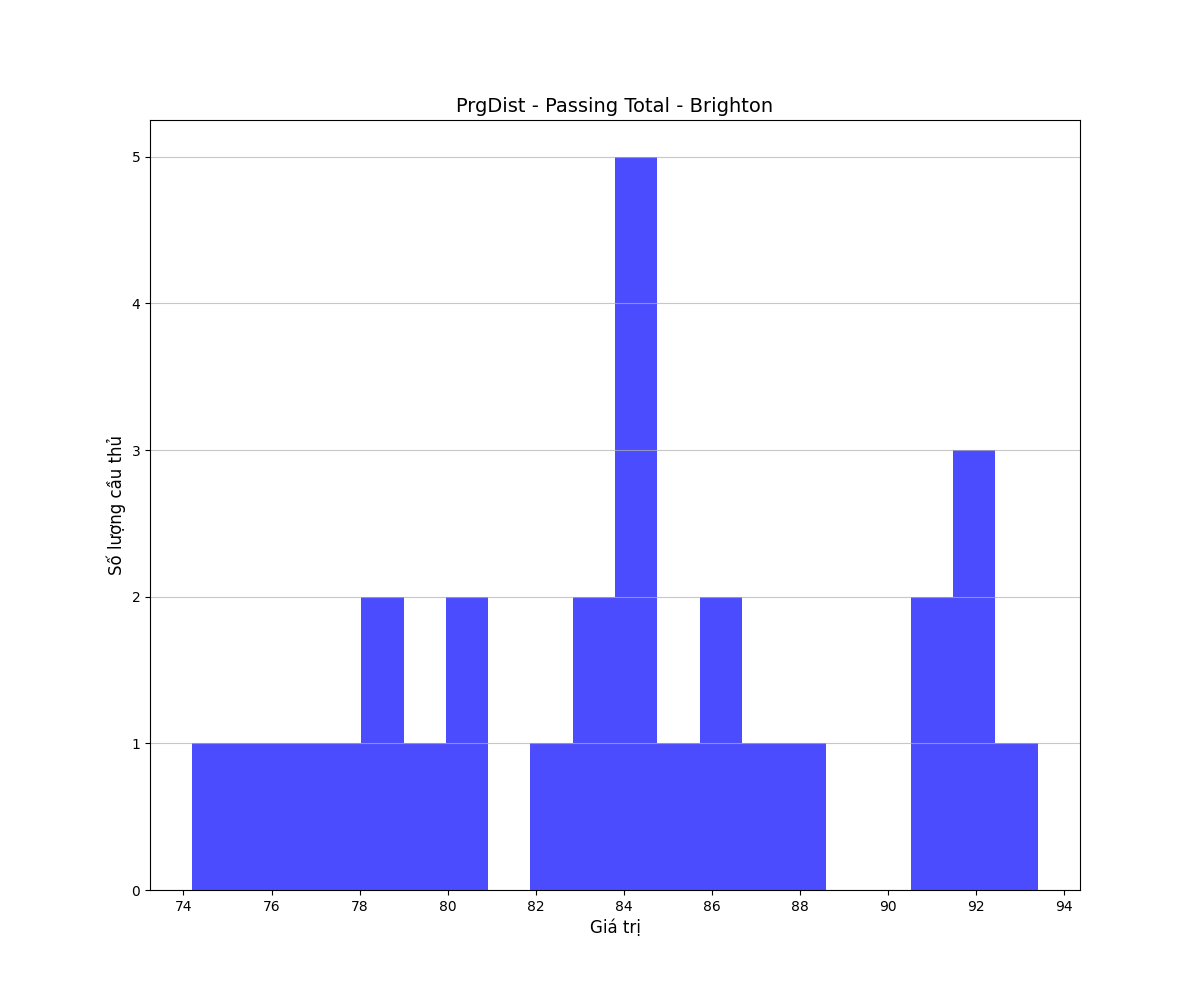 PrgDist - Passing Total - Brighton
5
4
3
2
1
0
Số lượng cầu thủ
74 76 78 80 82 84 86 88 90 92 94
Giá trị